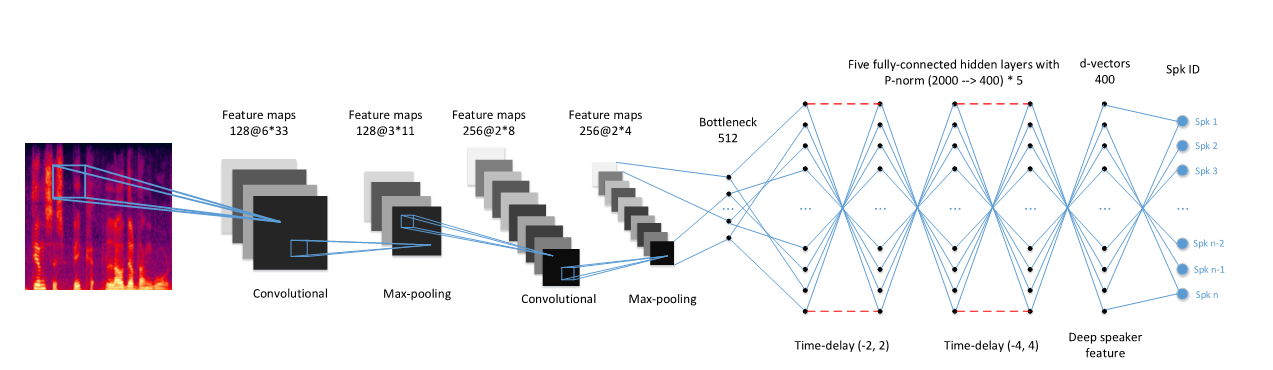 Feature maps
128@6*33
Feature maps
128@3*11
Feature maps
256@2*8
Feature maps
256@2*4
Bottleneck
512
Five fully-connected hidden layers with
P-norm (2000 --> 400) * 5
d-vectors
400
Spk ID
Spk 1
Spk 2
Spk 3
...
...
...
...
...
...
...
Spk n-2
Spk n-1
Spk n
Convolutional
Max-pooling
Convolutional
Max-pooling
Time-delay (-2, 2)
Time-delay (-4, 4)
Deep speaker
feature